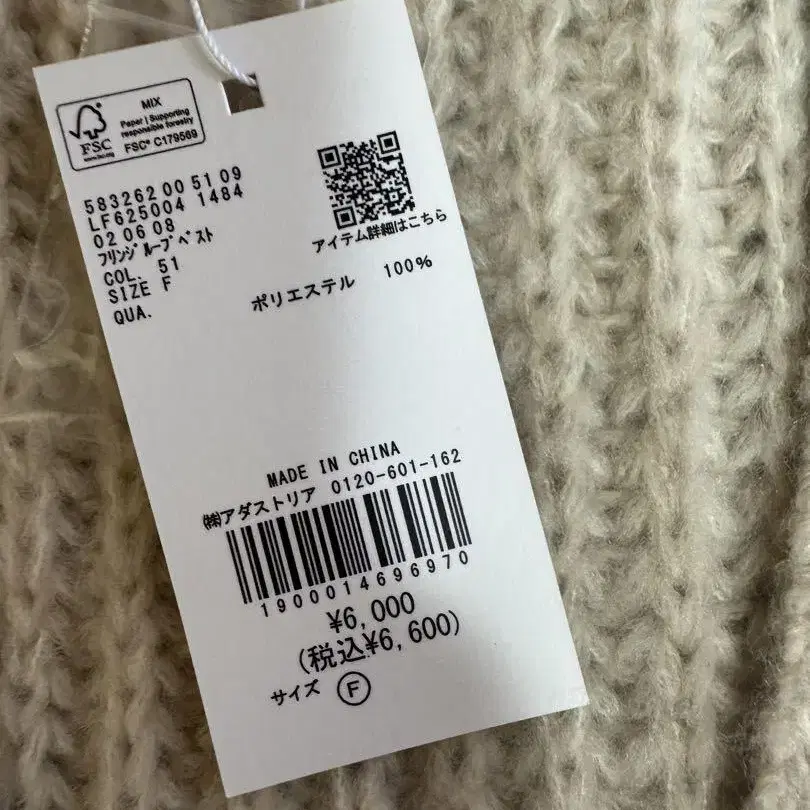 MIX
Paper | Supporting
responsible forestry
FSC® C179569
FSC
www.fsc.org
583262 00 51 09
LF625004 1484
02 06 08
フリンジ ループ ベスト
COL. 51
SIZE F
QUA.
アイテム詳細はこちら
ポリエステル 100%
MADE IN CHINA
㈱アダストリア 0120-601-162
1900014696970
¥6,000
(税込¥6,600)
サイズ Ⓕ